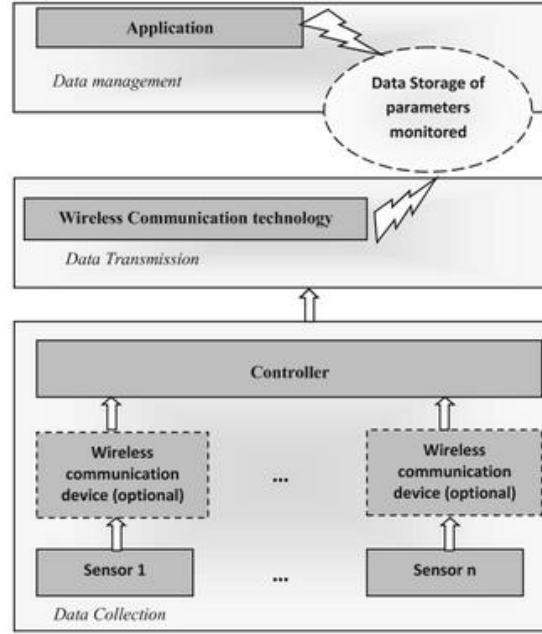 Application
Data management
Data Storage of
parameters
monitored
Wireless Communication technology
Data Transmission
Controller
Wireless
communication
device (optional)
...
Wireless
communication
device (optional)
Sensor 1
...
Sensor n
Data Collection